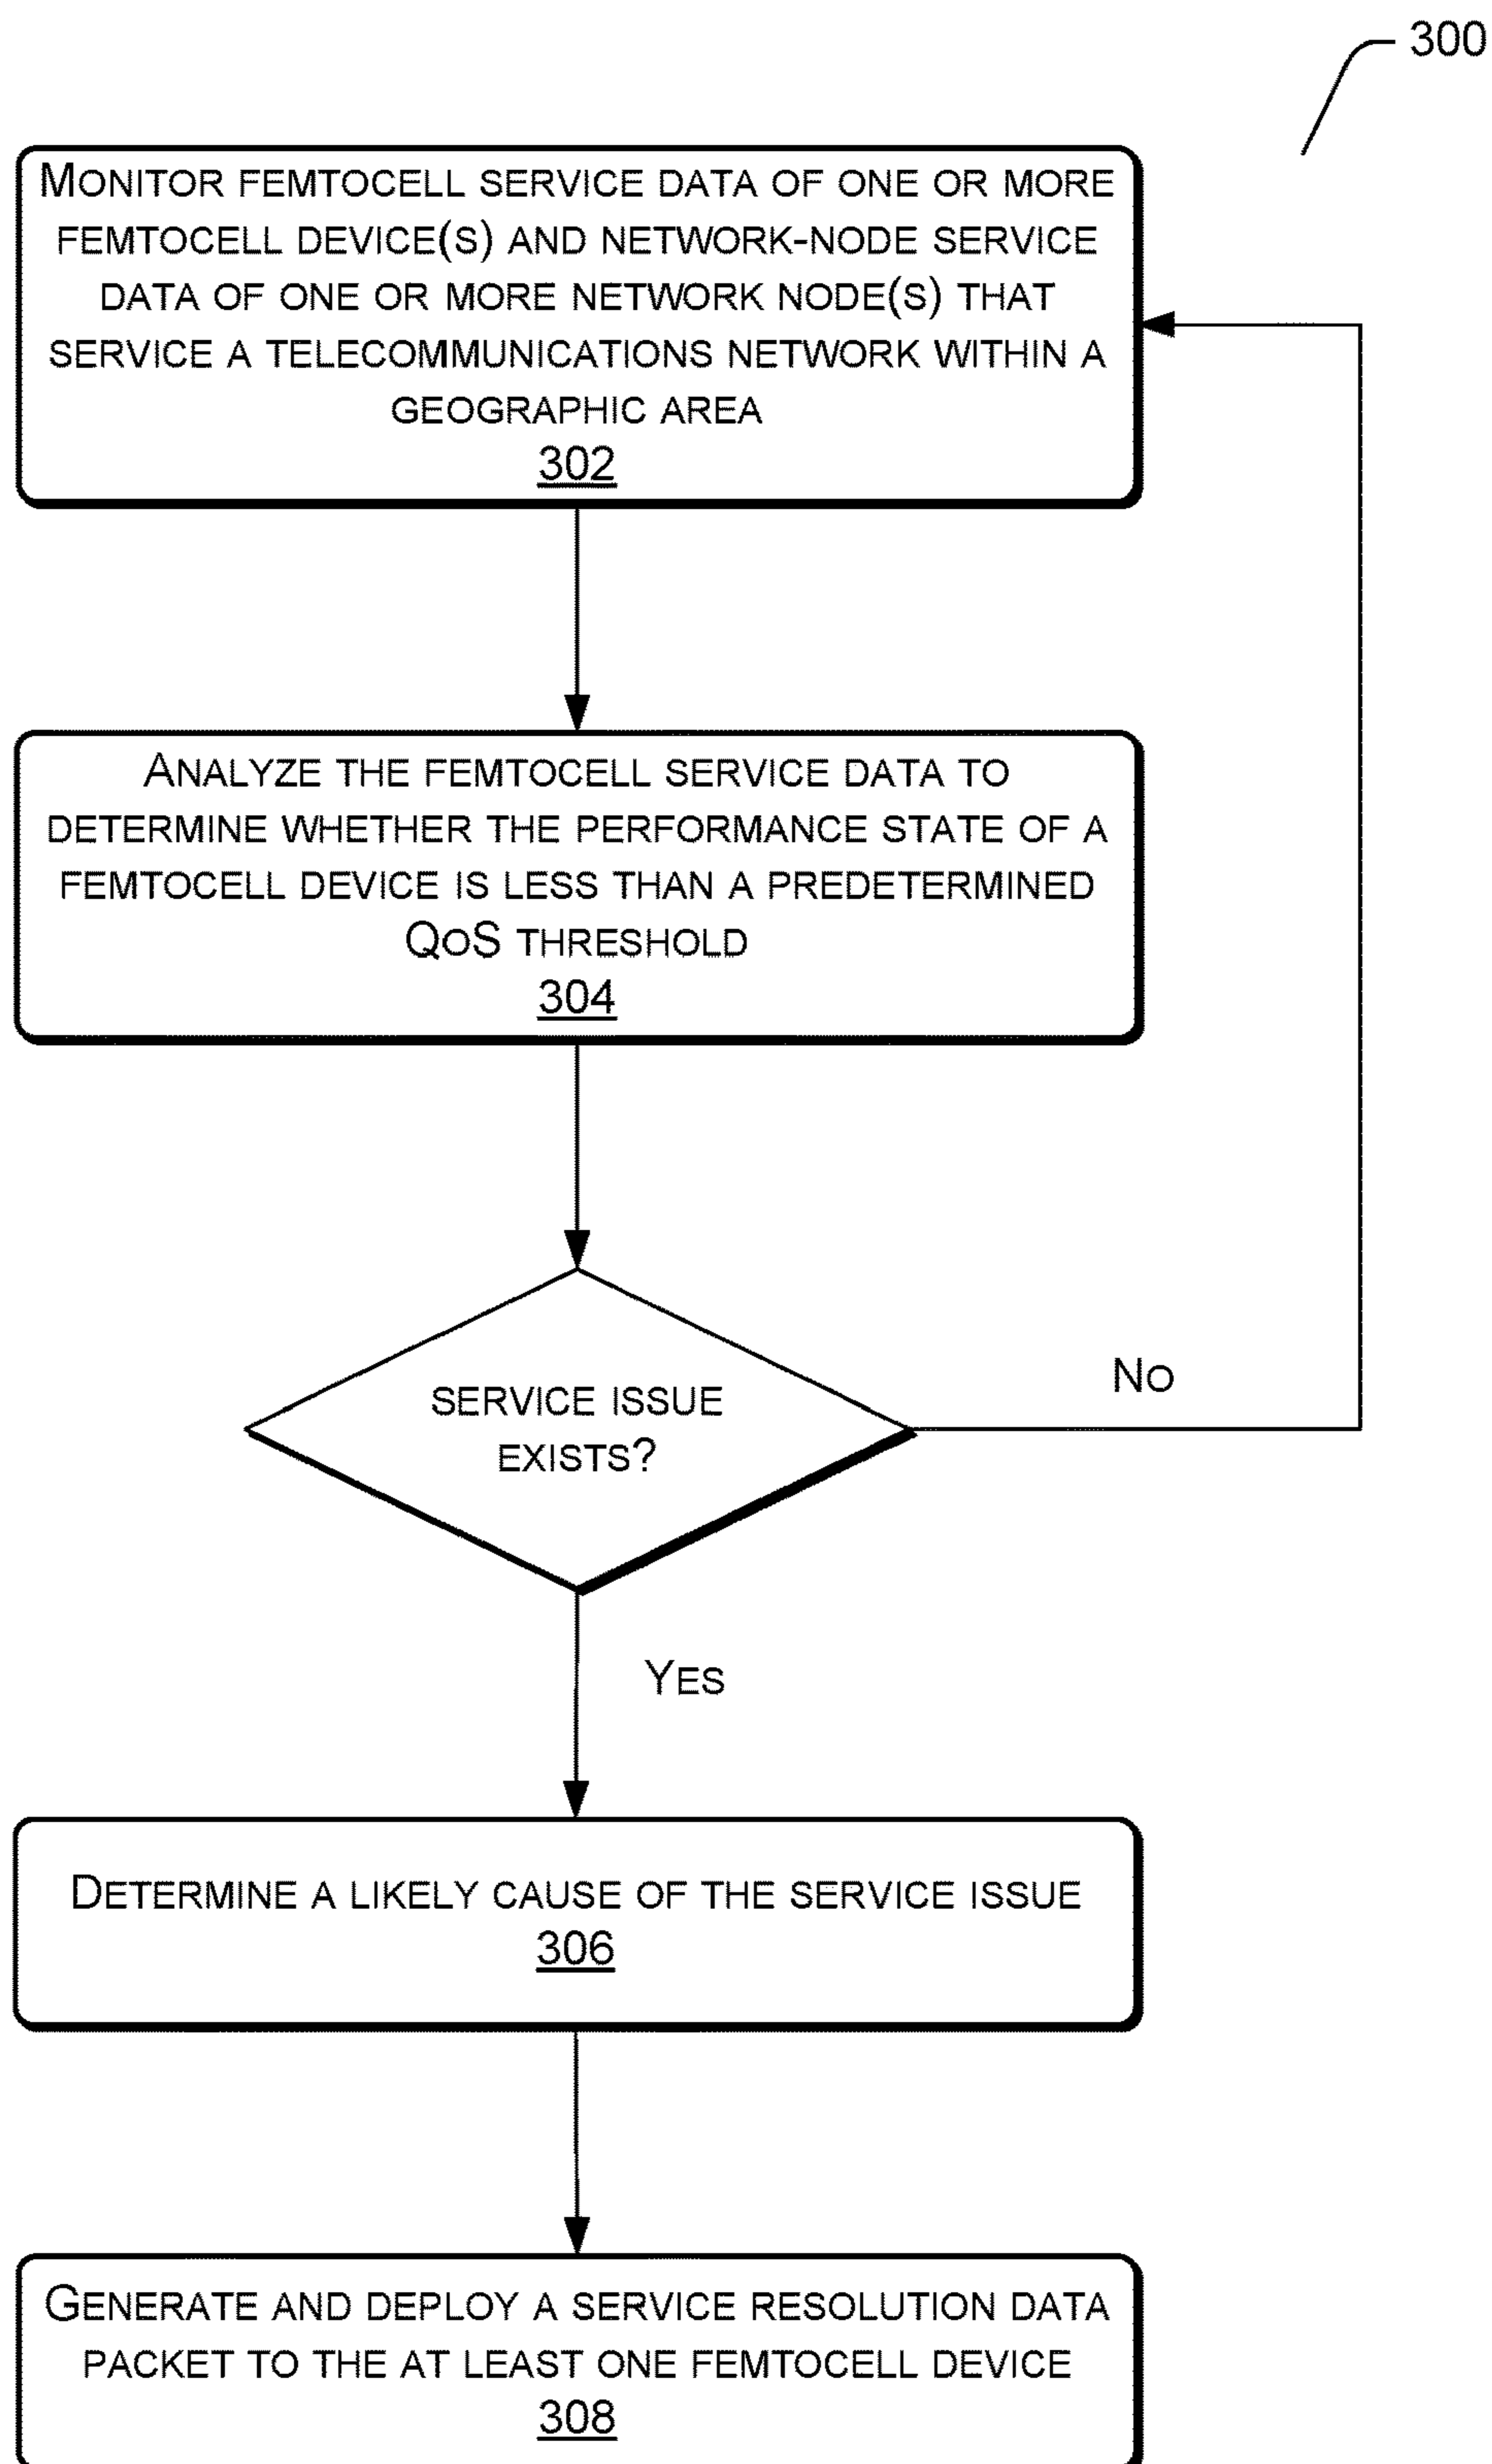 300
MONITOR FEMTOCELL SERVICE DATA OF ONE OR MORE
FEMTOCELL DEVICE(S) AND NETWORK-NODE SERVICE
DATA OF ONE OR MORE NETWORK NODE(S) THAT
SERVICE A TELECOMMUNICATIONS NETWORK WITHIN A
GEOGRAPHIC AREA
302
ANALYZE THE FEMTOCELL SERVICE DATA TO
DETERMINE WHETHER THE PERFORMANCE STATE OF A
FEMTOCELL DEVICE IS LESS THAN A PREDETERMINED
QOS THRESHOLD
304
SERVICE ISSUE
EXISTS?
NO
YES
DETERMINE A LIKELY CAUSE OF THE SERVICE ISSUE
306
GENERATE AND DEPLOY A SERVICE RESOLUTION DATA
PACKET TO THE AT LEAST ONE FEMTOCELL DEVICE
308